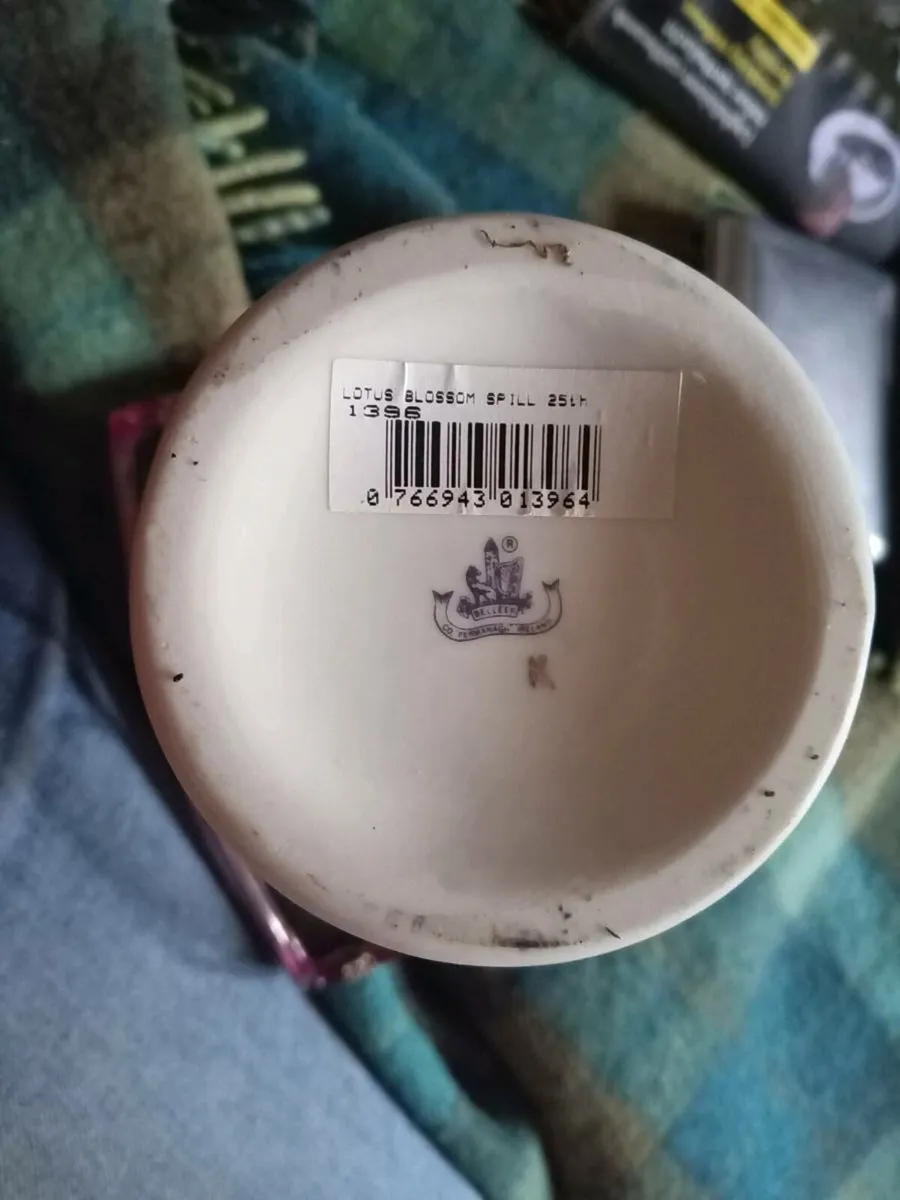 LOTUS BLOSSOM SPILL 25th
1396
0 766943 013964
®
BELLEEK
CO. FERMANAGH IRELAND
K